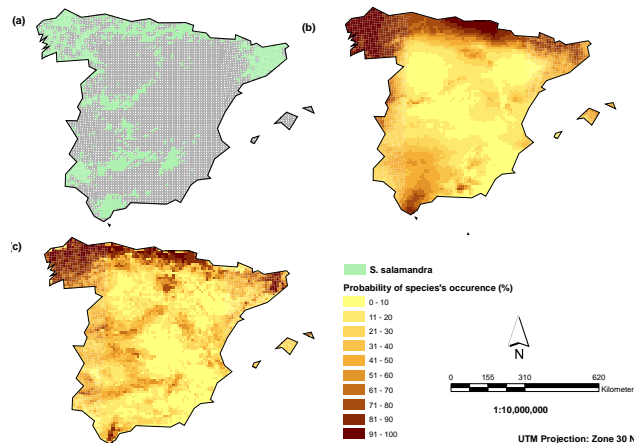 (a)
(b)
(c)
S. salamandra
Probability of species's occurence (%)
0 - 10
11 - 20
21 - 30
31 - 40
41 - 50
51 - 60
61 - 70
71 - 80
81 - 90
91 - 100
N
0 155 310 620
Kilometer
1:10,000,000
UTM Projection: Zone 30 N